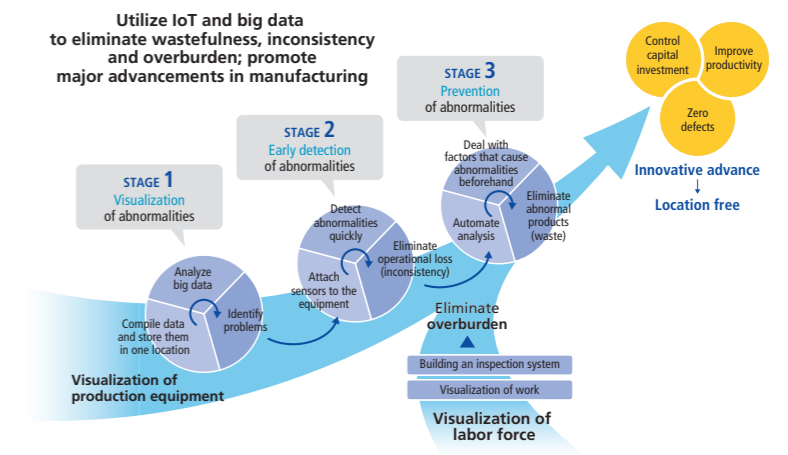 Utilize IoT and big data
to eliminate wastefulness, inconsistency
and overburden; promote
major advancements in manufacturing
STAGE 1
Visualization
of abnormalities
STAGE 2
Early detection
of abnormalities
STAGE 3
Prevention
of abnormalities
Control
capital
investment
Improve
productivity
Zero
defects
Innovative advance
↓
Location free
Analyze
big data
Identify
problems
Compile data
and store them
in one location
Detect
abnormalities
quickly
Eliminate
operational loss
(inconsistency)
Attach
sensors to the
equipment
Deal with
factors that cause
abnormalities
beforehand
Eliminate
abnormal
products
(waste)
Automate
analysis
Visualization of
production equipment
Eliminate
overburden
Building an inspection system
Visualization of work
Visualization of
labor force